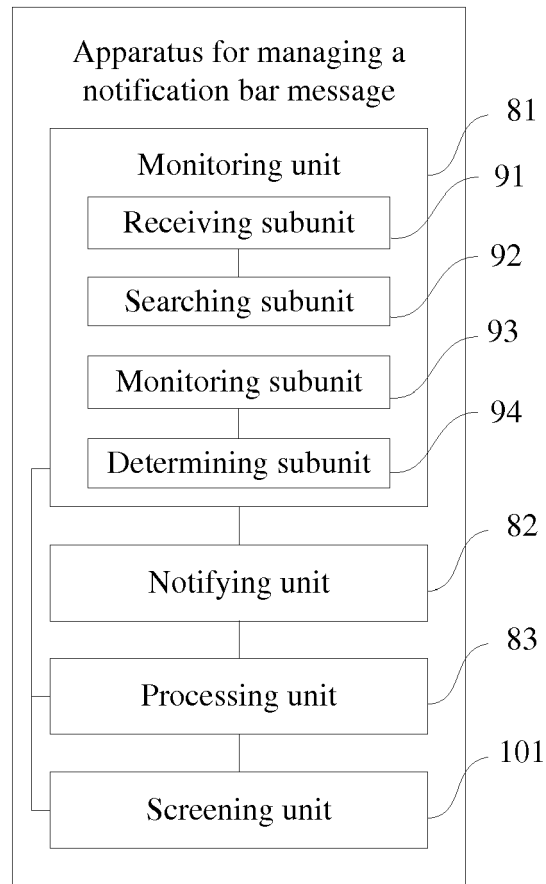 Apparatus for managing a
notification bar message
81
Monitoring unit
91
Receiving subunit
92
Searching subunit
93
Monitoring subunit
94
Determining subunit
82
Notifying unit
83
Processing unit
101
Screening unit